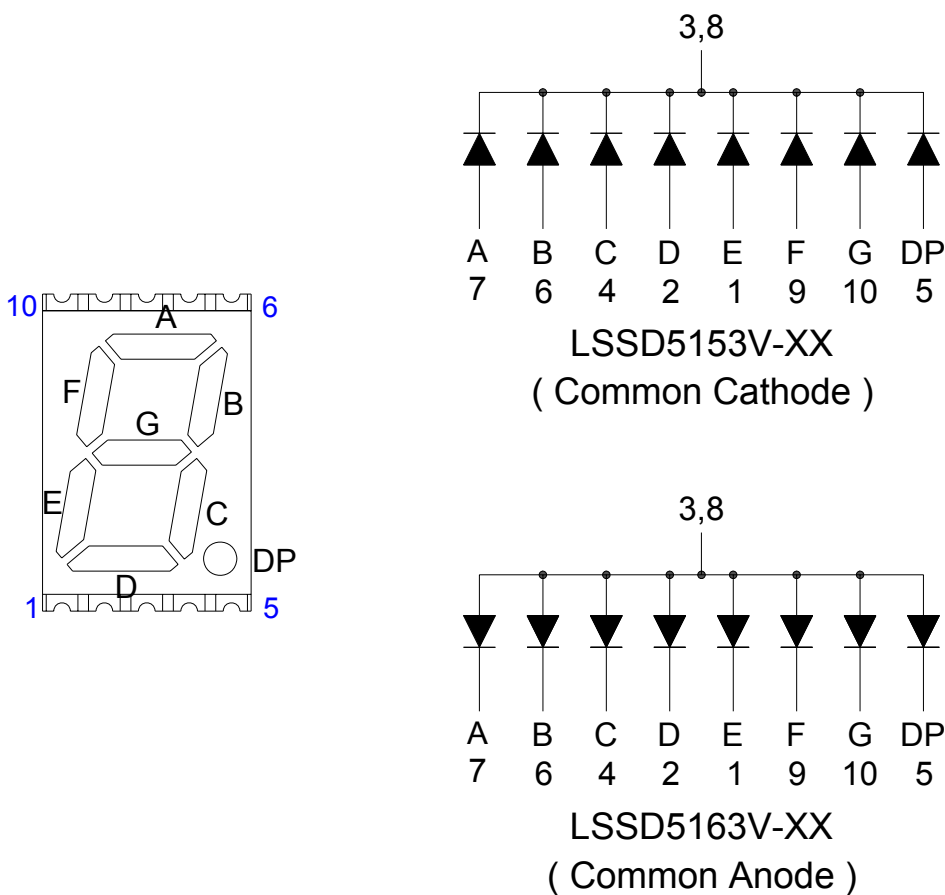 10 6
A
F B
G
E C
DP
D
1 5
3,8
A B C D E F G DP
7 6 4 2 1 9 10 5
LSSD5153V-XX
( Common Cathode )
3,8
A B C D E F G DP
7 6 4 2 1 9 10 5
LSSD5163V-XX
( Common Anode )